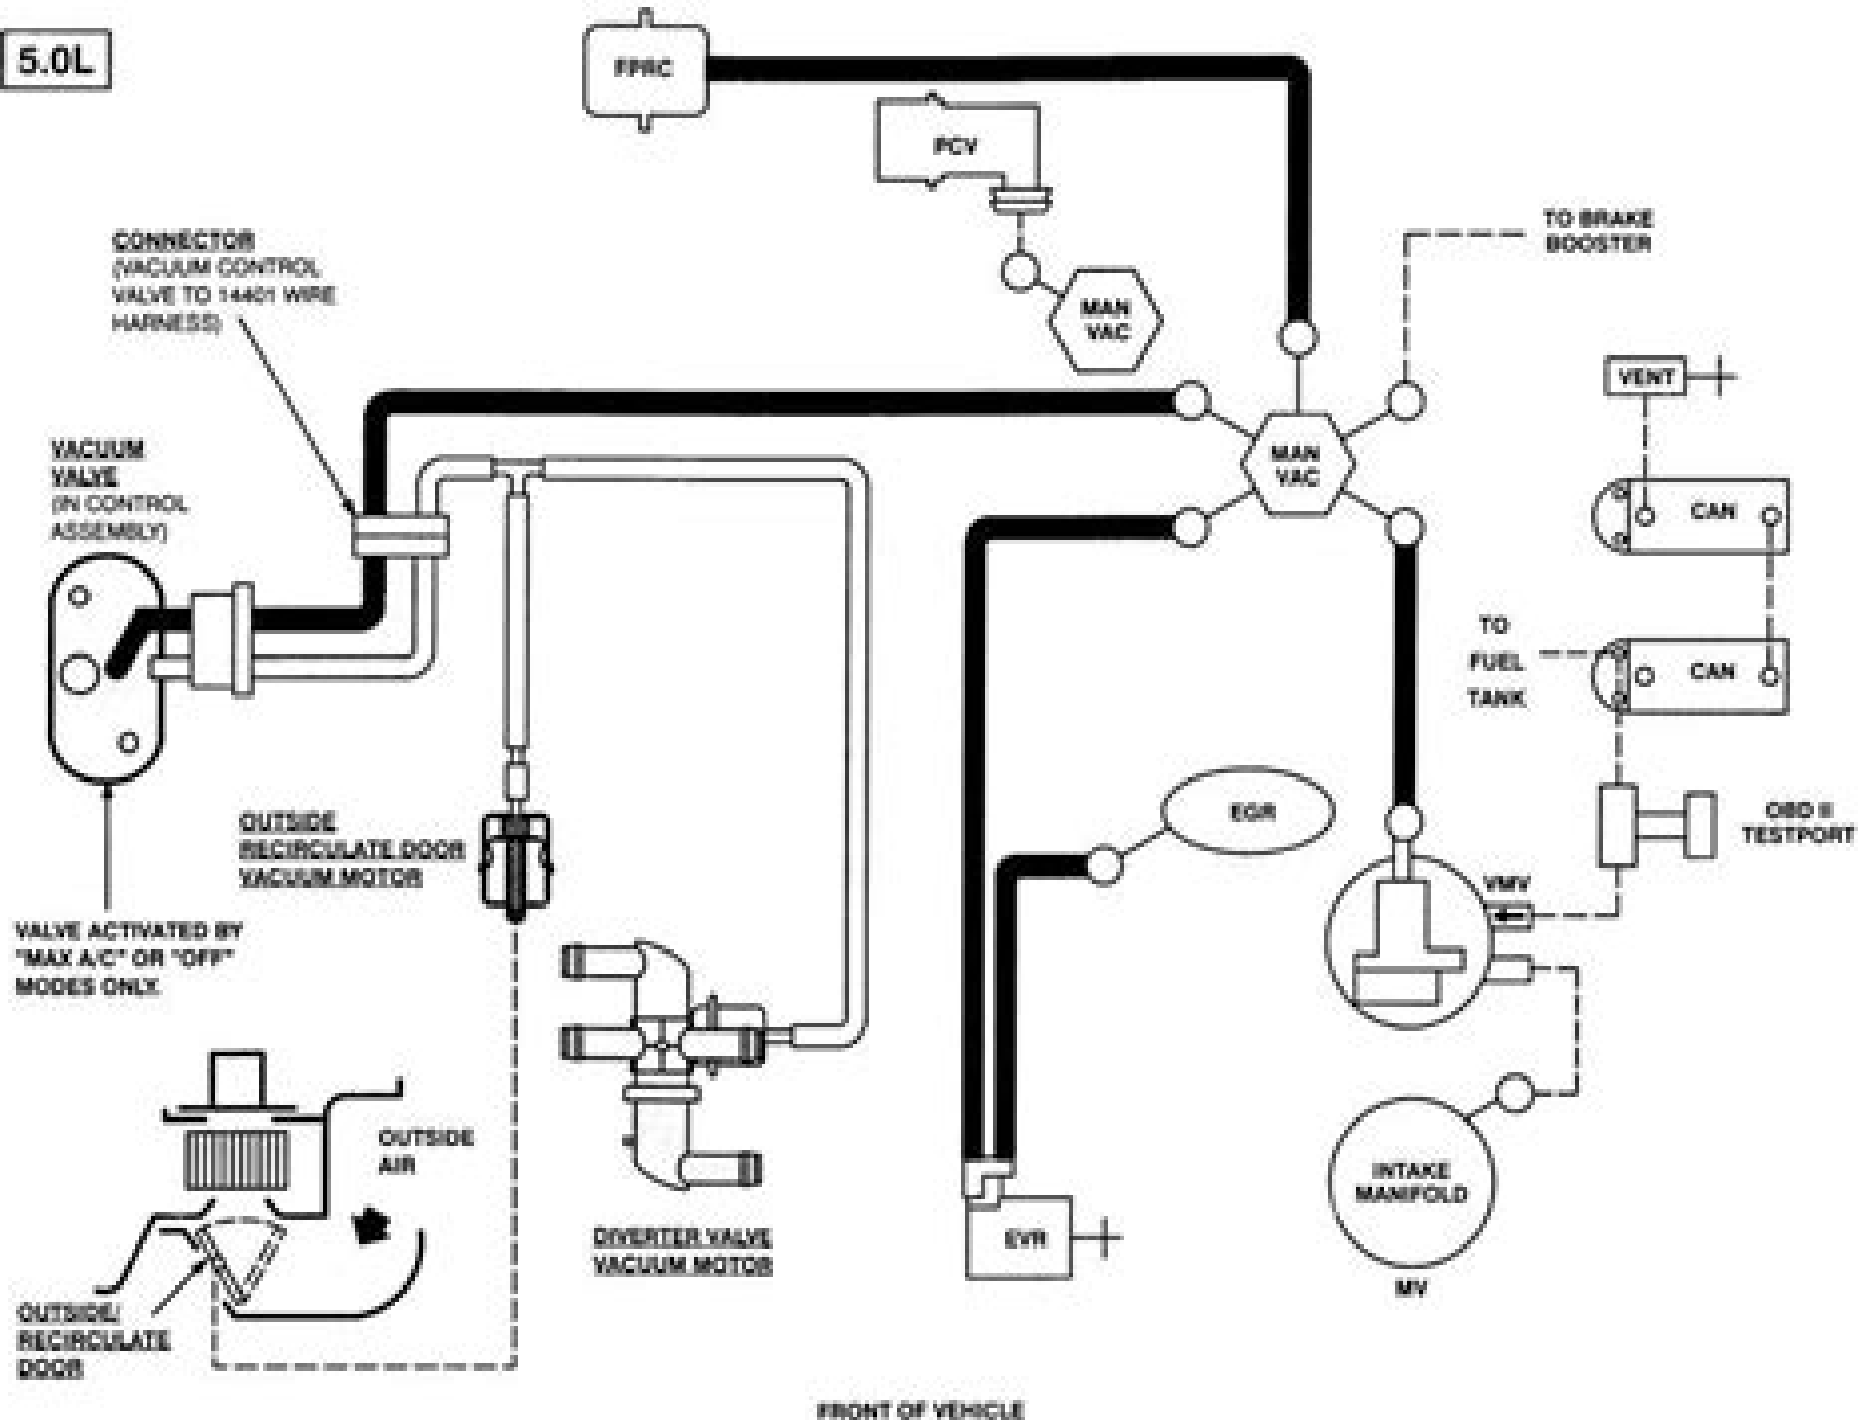 5.0L
FPRC
PCV
CONNECTOR
(VACUUM CONTROL
VALVE TO 14401 WIRE
HARNESS)
MAN
VAC
TO BRAKE
BOOSTER
VENT
VACUUM
VALVE
(IN CONTROL
ASSEMBLY)
MAN
VAC
CAN
TO
FUEL
TANK
CAN
OUTSIDE
RECIRCULATE DOOR
VACUUM MOTOR
EGR
OBD II
TESTPORT
VMV
VALVE ACTIVATED BY
"MAX A/C" OR "OFF"
MODES ONLY.
OUTSIDE
AIR
INTAKE
MANIFOLD
DIVERTER VALVE
VACUUM MOTOR
EVR
MV
OUTSIDE/
RECIRCULATE
DOOR
FRONT OF VEHICLE